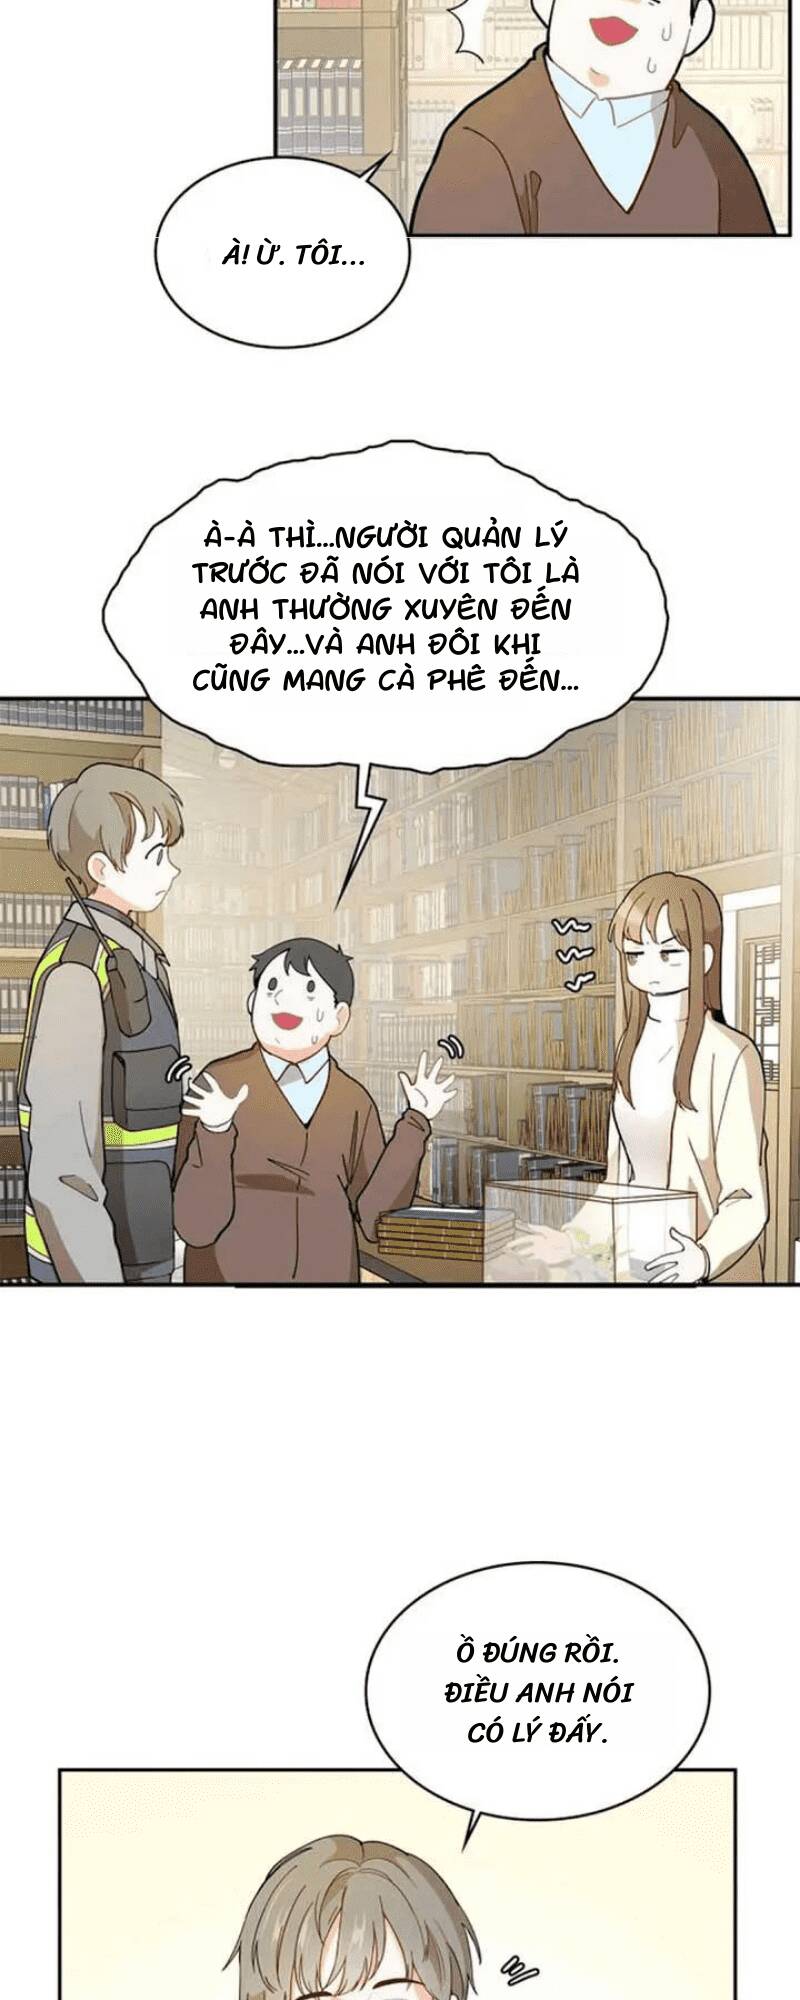 À! Ừ. TÔI...
À-À THÌ...NGƯỜI QUẢN LÝ
TRƯỚC ĐÃ NÓI VỚI TÔI LÀ
ANH THƯỜNG XUYÊN ĐẾN
ĐÂY...VÀ ANH ĐÔI KHI
CŨNG MANG CÀ PHÊ ĐẾN...
Ồ ĐÚNG RỒI.
ĐIỀU ANH NÓI
CÓ LÝ ĐẤY.